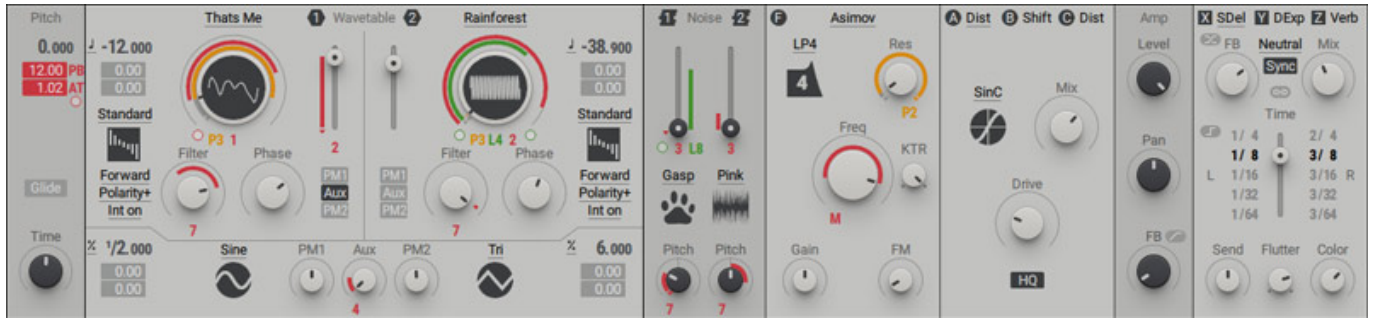 Pitch
0.000
12.00 PB
1.02 AT
Glide
Time
Thats Me
1 Wavetable 2
Rainforest
-12.000
0.00
0.00
Standard
P3 1
Filter Phase
Forward
Polarity+
Int on
7
2
PM1
Aux
PM2
PM1
Aux
PM2
-38.900
0.00
0.00
Standard
P3 L4 2
Filter Phase
Forward
Polarity+
Int on
7
% 1/2.000
0.00
0.00
Sine
PM1 Aux PM2
4
Tri
% 6.000
0.00
0.00
1 Noise 2
3 L8 3
Gasp Pink
Pitch Pitch
7 7
F Asimov
LP4 Res
4
P2
Freq
KTR
M
Gain FM
A Dist B Shift C Dist
SinC Mix
Drive
HQ
Amp
Level
Pan
FB
X SDel Y DExp Z Verb
FB Neutral Mix
Sync
Time
1/ 4 2/ 4
1/ 8 3/ 8
L 1/16 3/16 R
1/32 3/32
1/64 3/64
Send Flutter Color